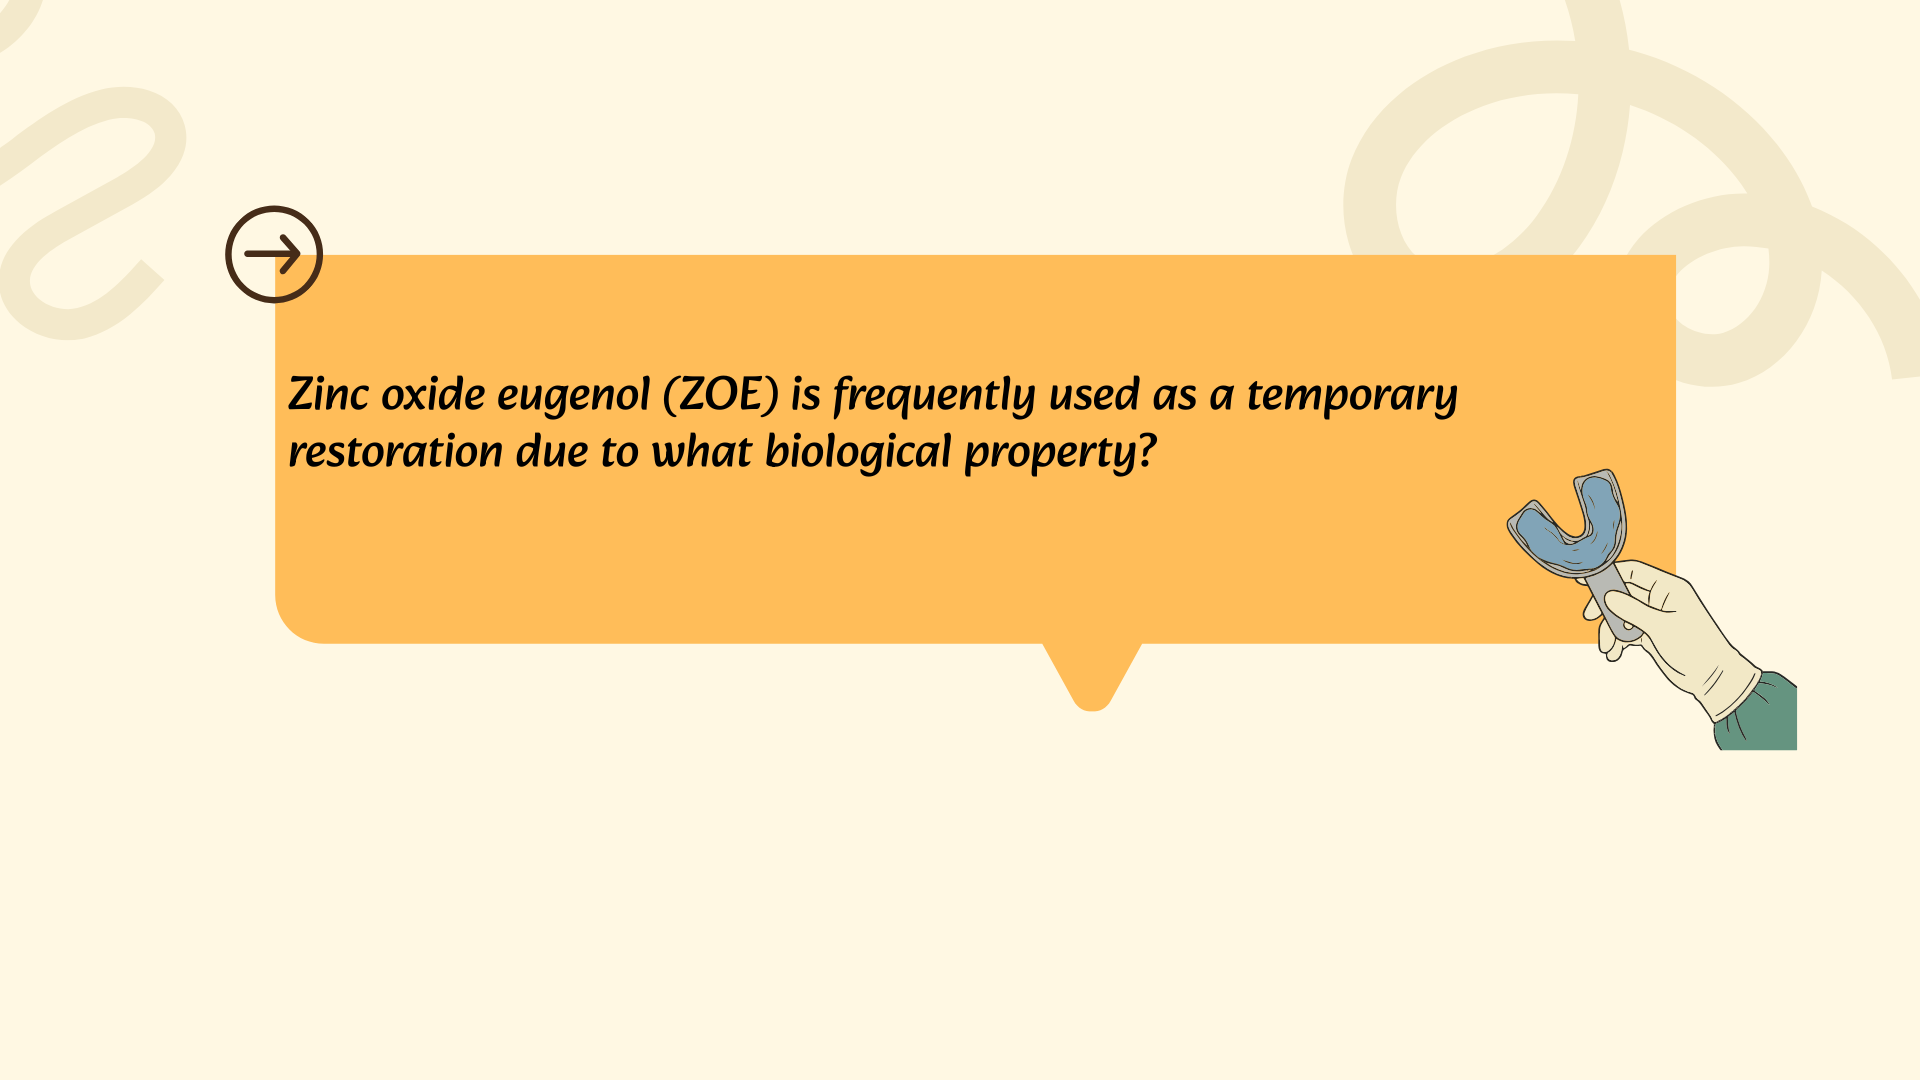 Zinc oxide eugenol (ZOE) is frequently used as a temporary
restoration due to what biological property?